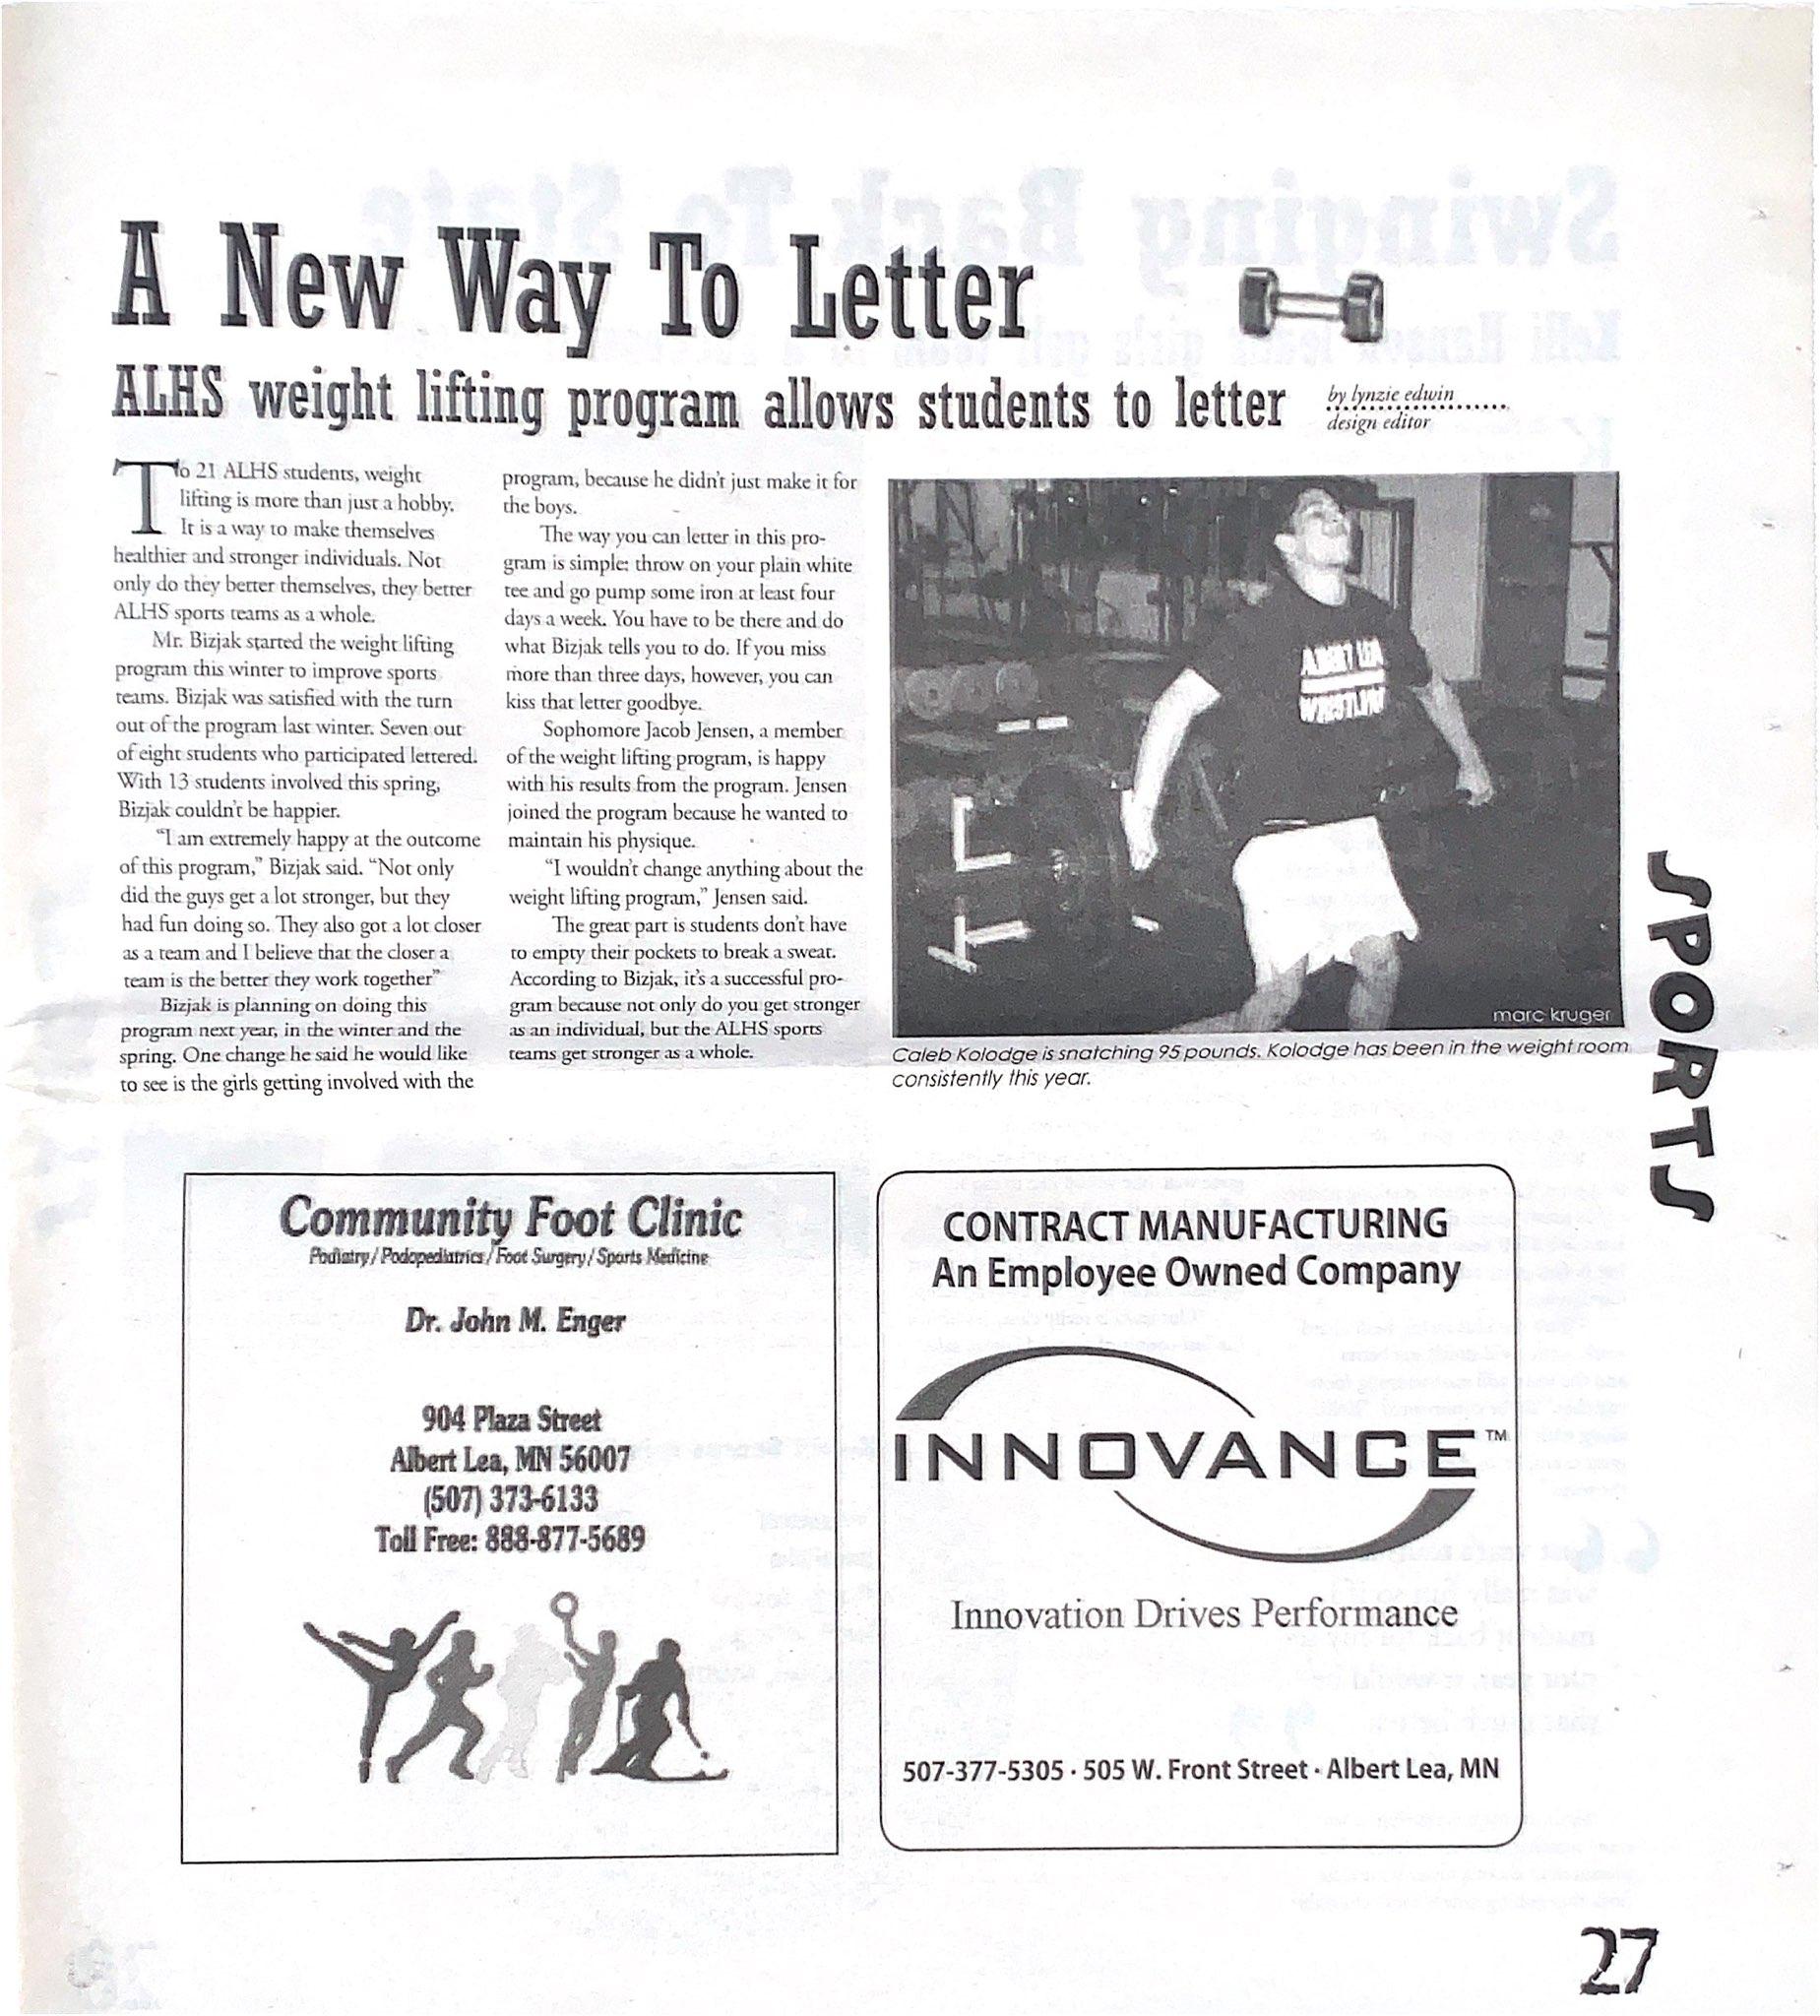 A New Way To Letter
ALHS weight lifting program allows students to letter
by lynzie edwin
design editor
To 21 ALHS students, weight
lifting is more than just a hobby.
It is a way to make themselves
healthier and stronger individuals. Not
only do they better themselves, they better
ALHS sports teams as a whole.
Mr. Bizjak started the weight lifting
program this winter to improve sports
teams. Bizjak was satisfied with the turn
out of the program last winter. Seven out
of eight students who participated lettered.
With 13 students involved this spring,
Bizjak couldn't be happier.
"I am extremely happy at the outcome
of this program," Bizjak said. "Not only
did the guys get a lot stronger, but they
had fun doing so. They also got a lot closer
as a team and I believe that the closer a
team is the better they work together"
Bizjak is planning on doing this
program next year, in the winter and the
spring. One change he said he would like
to see is the girls getting involved with the
program, because he didn't just make it for
the boys.
The way you can letter in this pro-
gram is simple: throw on your plain white
tee and go pump some iron at least four
days a week. You have to be there and do
what Bizjak tells you to do. If you miss
more than three days, however, you can
kiss that letter goodbye.
Sophomore Jacob Jensen, a member
of the weight lifting program, is happy
with his results from the program. Jensen
joined the program because he wanted to
maintain his physique.
"I wouldn't change anything about the
weight lifting program," Jensen said.
The great part is students don't have
to empty their pockets to break a sweat.
According to Bizjak, it's a successful pro-
gram because not only do you get stronger
as an individual, but the ALHS sports
teams get stronger as a whole.
ALBERT LEA
WRESTLING
marc kruger
Caleb Kolodge is snatching 95 pounds. Kolodge has been in the weight room
consistently this year.
SPORTS
Community Foot Clinic
Podiatry / Podopediatrics / Foot Surgery / Sports Medicine
Dr. John M. Enger
904 Plaza Street
Albert Lea, MN 56007
(507) 373-6133
Toll Free: 888-877-5689
CONTRACT MANUFACTURING
An Employee Owned Company
INNOVANCE™
Innovation Drives Performance
507-377-5305 · 505 W. Front Street · Albert Lea, MN
27